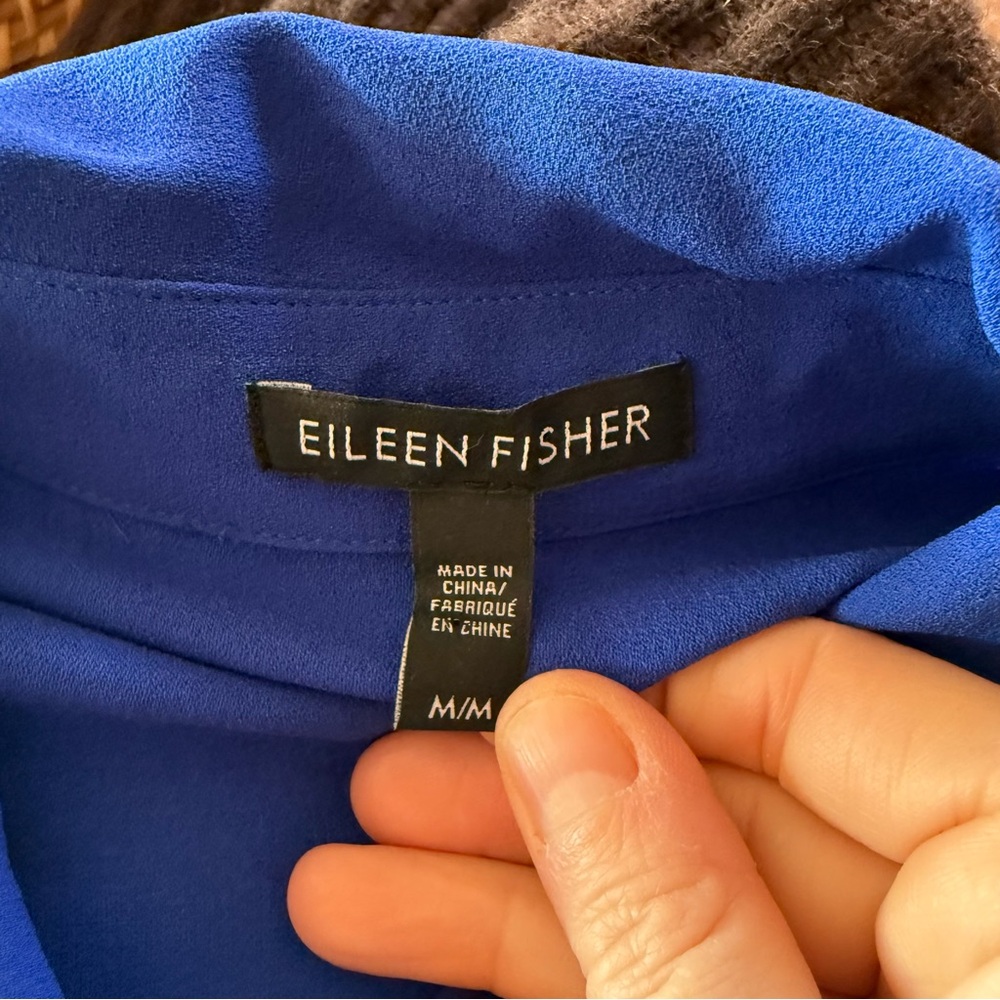 EILEEN FISHER
MADE IN
CHINA/
FABRIQUÉ
EN CHINE
M/M